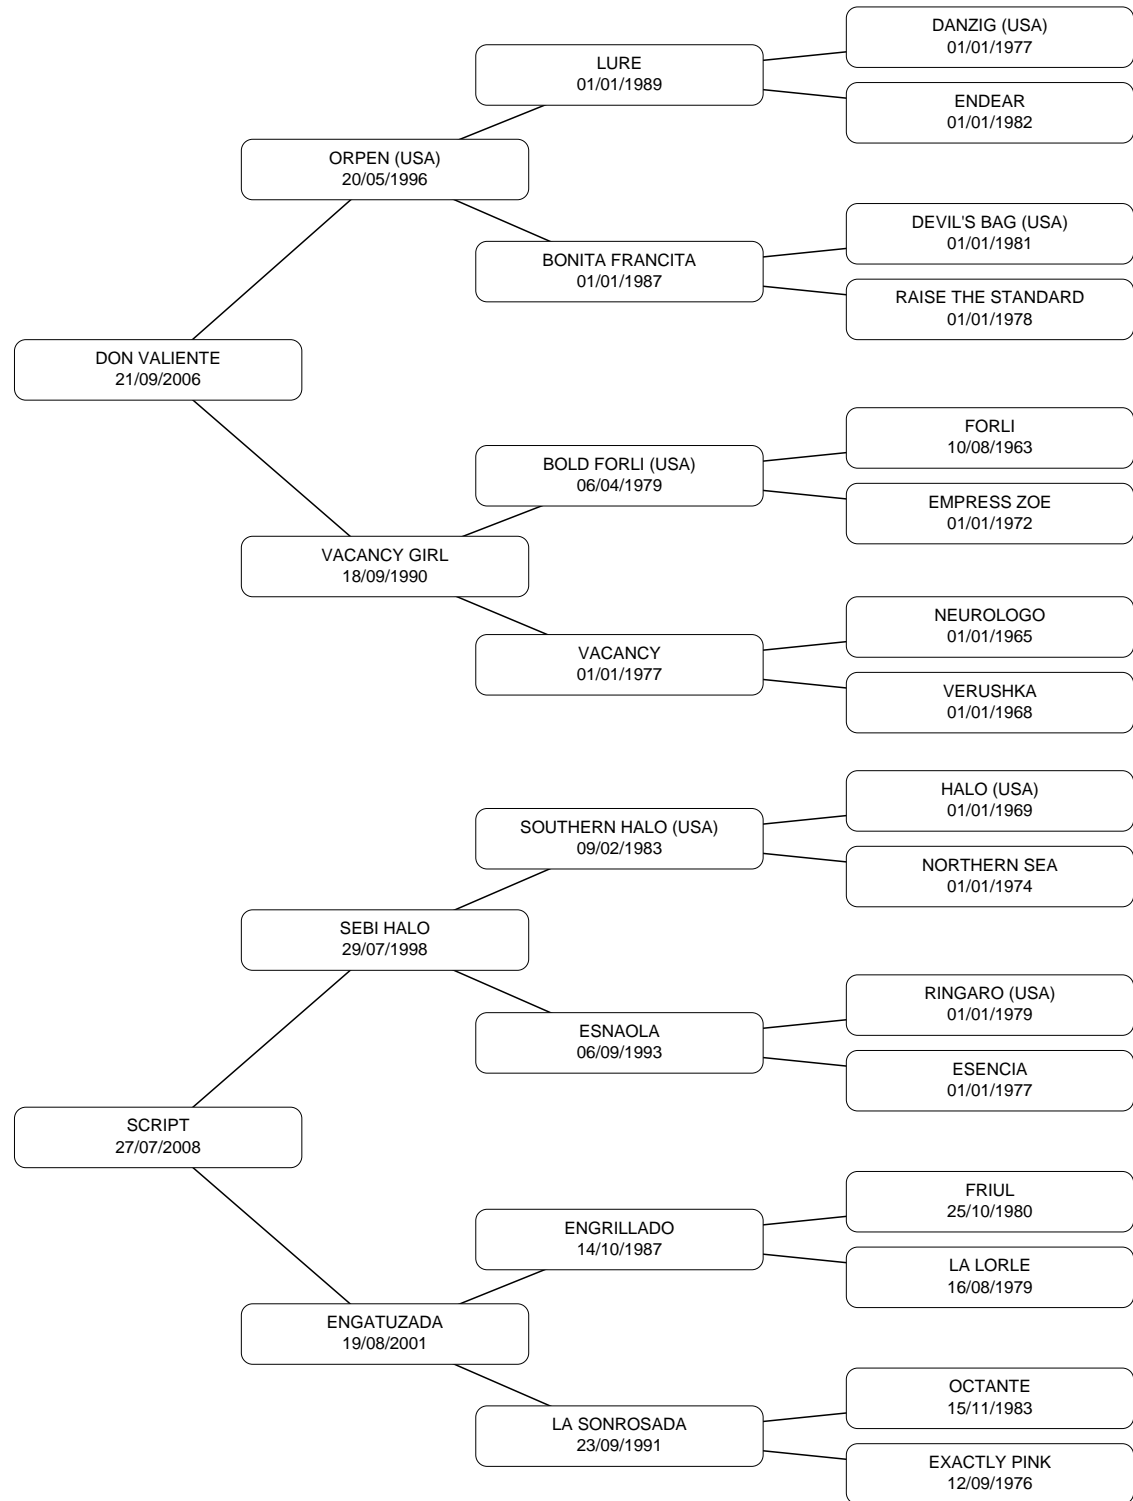 DANZIG (USA)
01/01/1977
LURE
01/01/1989
ENDEAR
01/01/1982
ORPEN (USA)
20/05/1996
DEVIL'S BAG (USA)
01/01/1981
BONITA FRANCITA
01/01/1987
RAISE THE STANDARD
01/01/1978
DON VALIENTE
21/09/2006
FORLI
10/08/1963
BOLD FORLI (USA)
06/04/1979
EMPRESS ZOE
01/01/1972
VACANCY GIRL
18/09/1990
NEUROLOGO
01/01/1965
VACANCY
01/01/1977
VERUSHKA
01/01/1968
HALO (USA)
01/01/1969
SOUTHERN HALO (USA)
09/02/1983
NORTHERN SEA
01/01/1974
SEBI HALO
29/07/1998
RINGARO (USA)
01/01/1979
ESNAOLA
06/09/1993
ESENCIA
01/01/1977
SCRIPT
27/07/2008
FRIUL
25/10/1980
ENGRILLADO
14/10/1987
LA LORLE
16/08/1979
ENGATUZADA
19/08/2001
OCTANTE
15/11/1983
LA SONROSADA
23/09/1991
EXACTLY PINK
12/09/1976